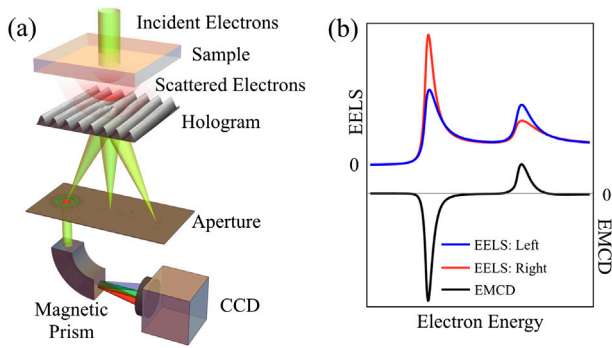 (a)
Incident Electrons
Sample
Scattered Electrons
Hologram
Aperture
Magnetic
Prism
CCD
(b)
EELS
0
0
EMCD
EELS: Left
EELS: Right
EMCD
Electron Energy